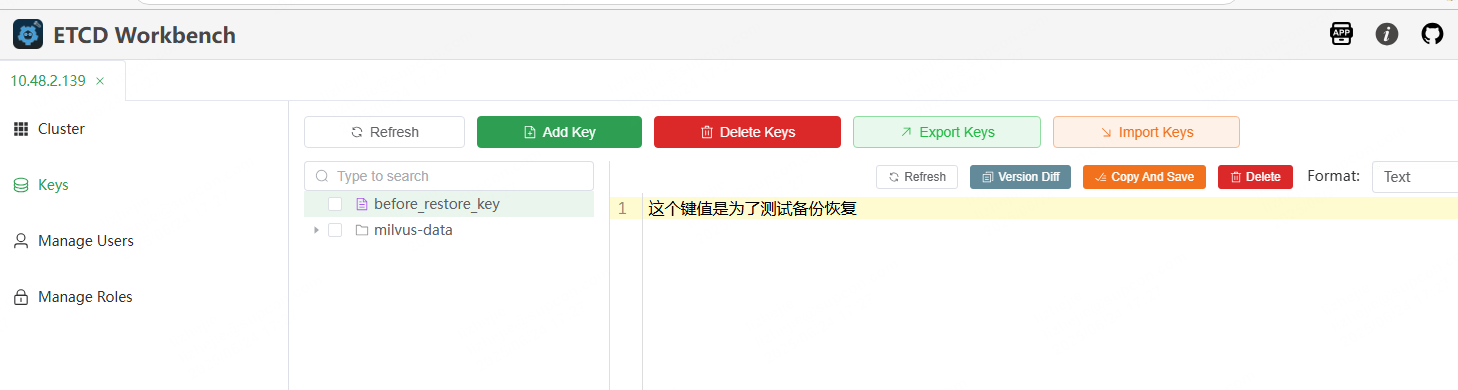 ETCD Workbench
APP
10.48.2.139 ×
Cluster
Keys
Manage Users
Manage Roles
Refresh Add Key Delete Keys Export Keys Import Keys
Type to search
before_restore_key
milvus-data
Refresh Version Diff Copy And Save Delete Format: Text
1 这个键值是为了测试备份恢复